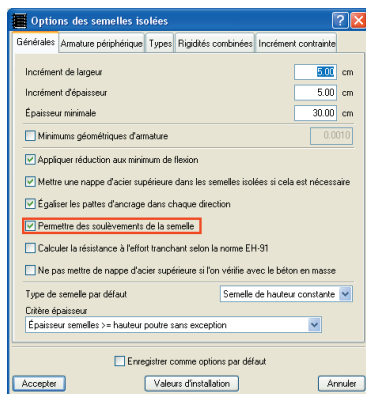 Options des semelles isolées
Générales Armature périphérique Types Rigidités combinées Incrément contrainte
Incrément de largeur 5.00 cm
Incrément d'épaisseur 5.00 cm
Épaisseur minimale 30.00 cm
Minimums géométriques d'armature 0.0010
Appliquer réduction aux minimum de flexion
Mettre une nappe d'acier supérieure dans les semelles isolées si cela est nécessaire
Égaliser les pattes d'ancrage dans chaque direction
Permettre des soulèvements de la semelle
Calculer la résistance à l'effort tranchant selon la norme EH-91
Ne pas mettre de nappe d'acier supérieure si l'on vérifie avec le béton en masse
Type de semelle par défaut Semelle de hauteur constante
Critère épaisseur
Épaisseur semelles >= hauteur poutre sans exception
Enregistrer comme options par défaut
Accepter Valeurs d'installation Annuler